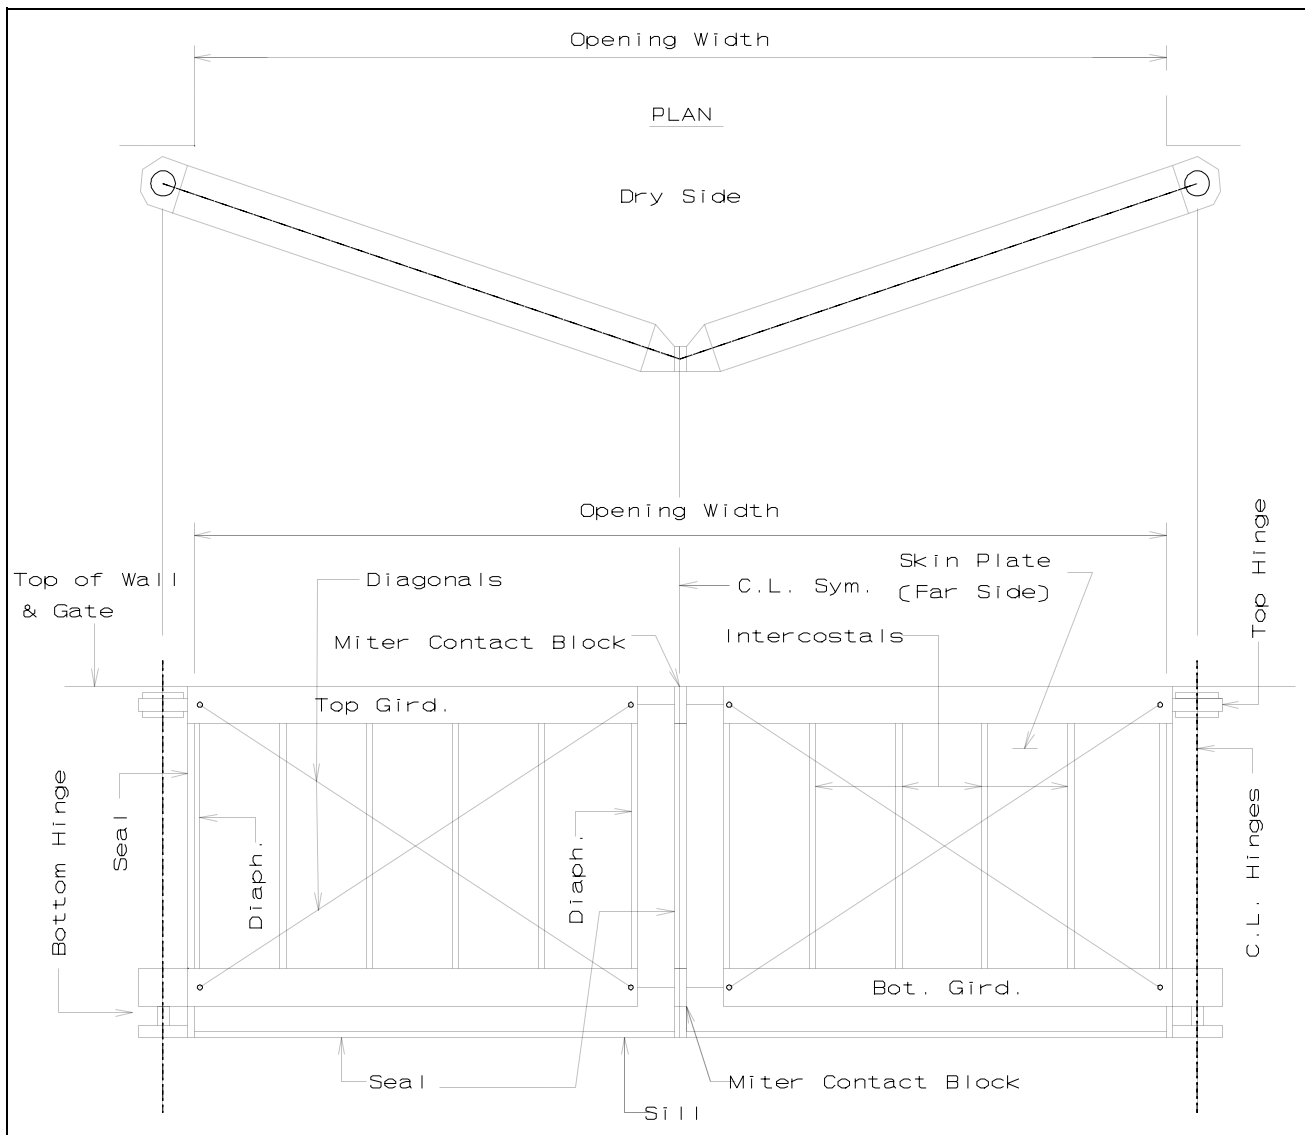 Opening Width
PLAN
Dry Side
Opening Width
Top of Wall
& Gate
Diagonals
C.L. Sym.
Skin Plate
(Far Side)
Top Hinge
Miter Contact Block
Intercostals
Top Gird.
Bottom Hinge
Seal
Diaph.
Diaph.
C.L. Hinges
Bot. Gird.
Seal
Miter Contact Block
Sill